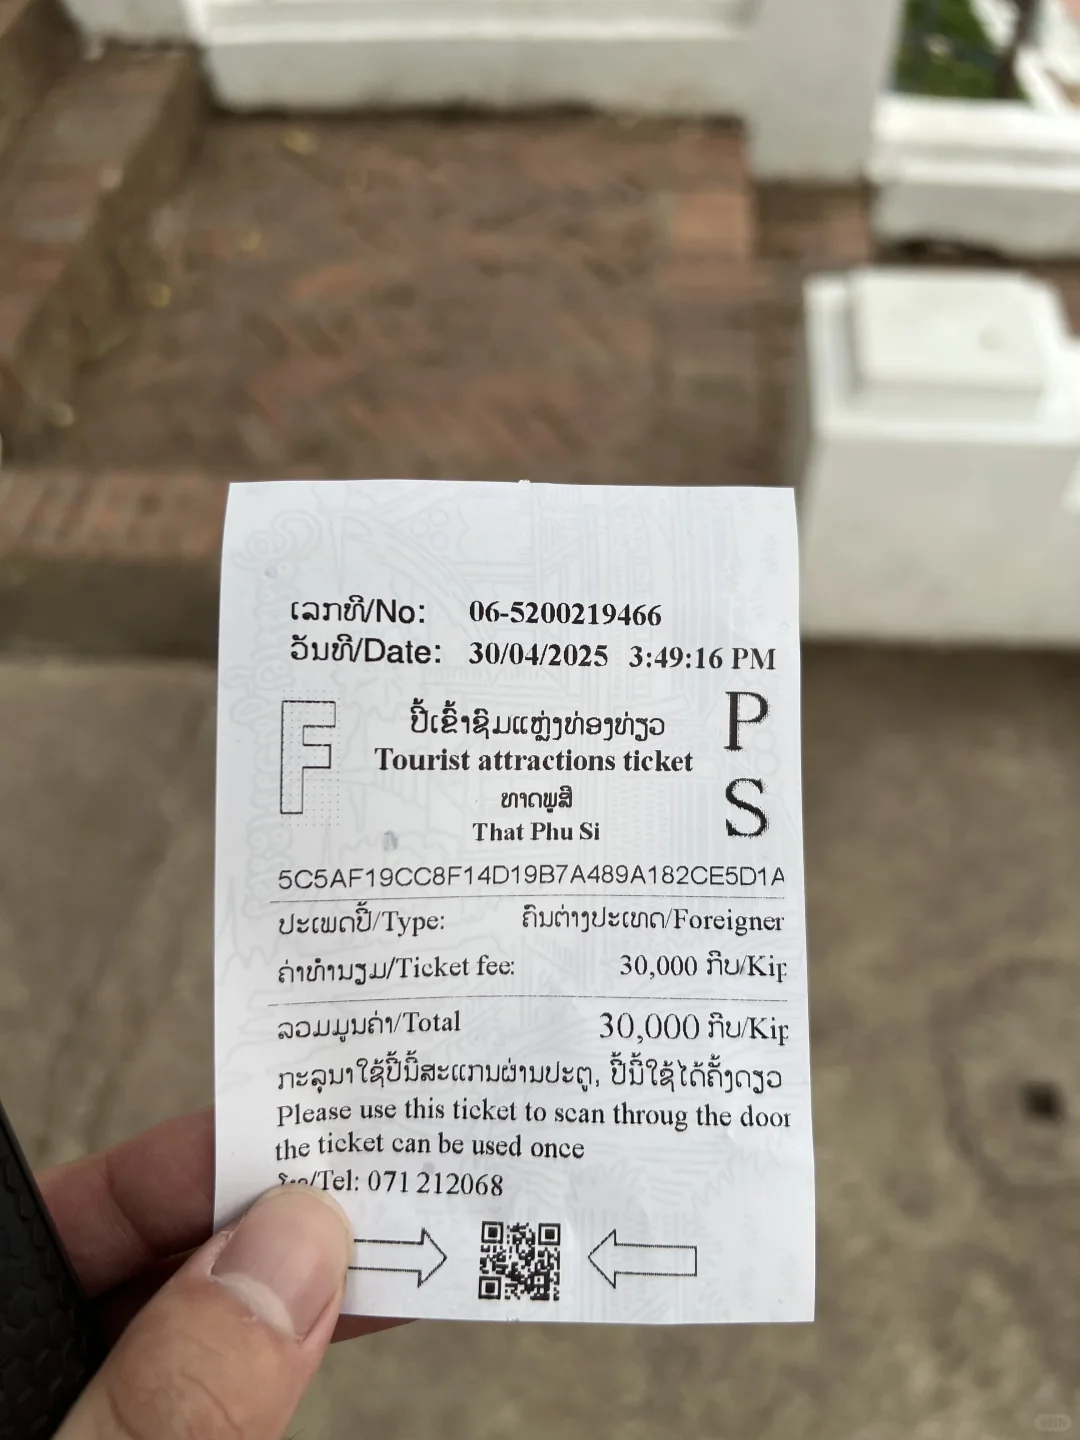 ເລກທີ/No: 06-5200219466
ວັນທີ/Date: 30/04/2025 3:49:16 PM
F
P
S
ປີ້ເຂົ້າຊົມແຫຼ່ງທ່ອງທ່ຽວ
Tourist attractions ticket
ທາດພູສີ
That Phu Si
5C5AF19CC8F14D19B7A489A182CE5D1A
ປະເພດປີ້/Type: ຄົນຕ່າງປະເທດ/Foreigner
ຄ່າທຳນຽມ/Ticket fee: 30,000 ກີບ/Kip
ລວມມູນຄ່າ/Total 30,000 ກີບ/Kip
ກະລຸນາໃຊ້ປີ້ນີ້ສະແກນຜ່ານປະຕູ, ປີ້ນີ້ໃຊ້ໄດ້ຄັ້ງດຽວ
Please use this ticket to scan throug the door
the ticket can be used once
/Tel: 071 212068